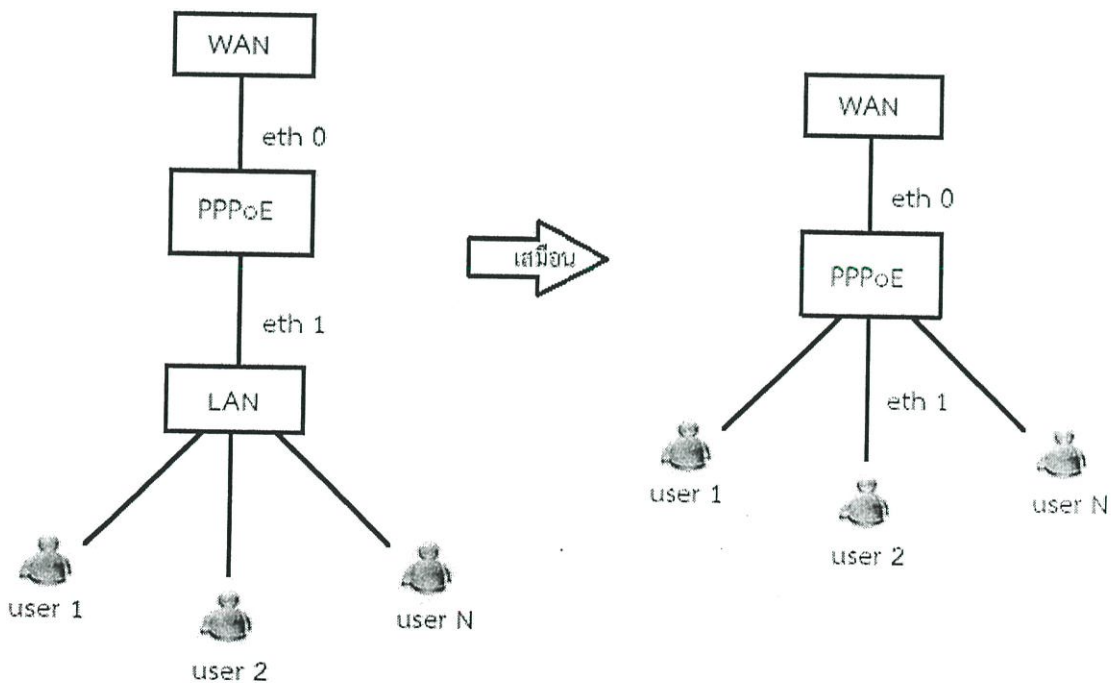 WAN
eth 0
PPPoE
eth 1
LAN
user 1
user 2
user N
เสมือน
WAN
eth 0
PPPoE
eth 1
user 1
user 2
user N